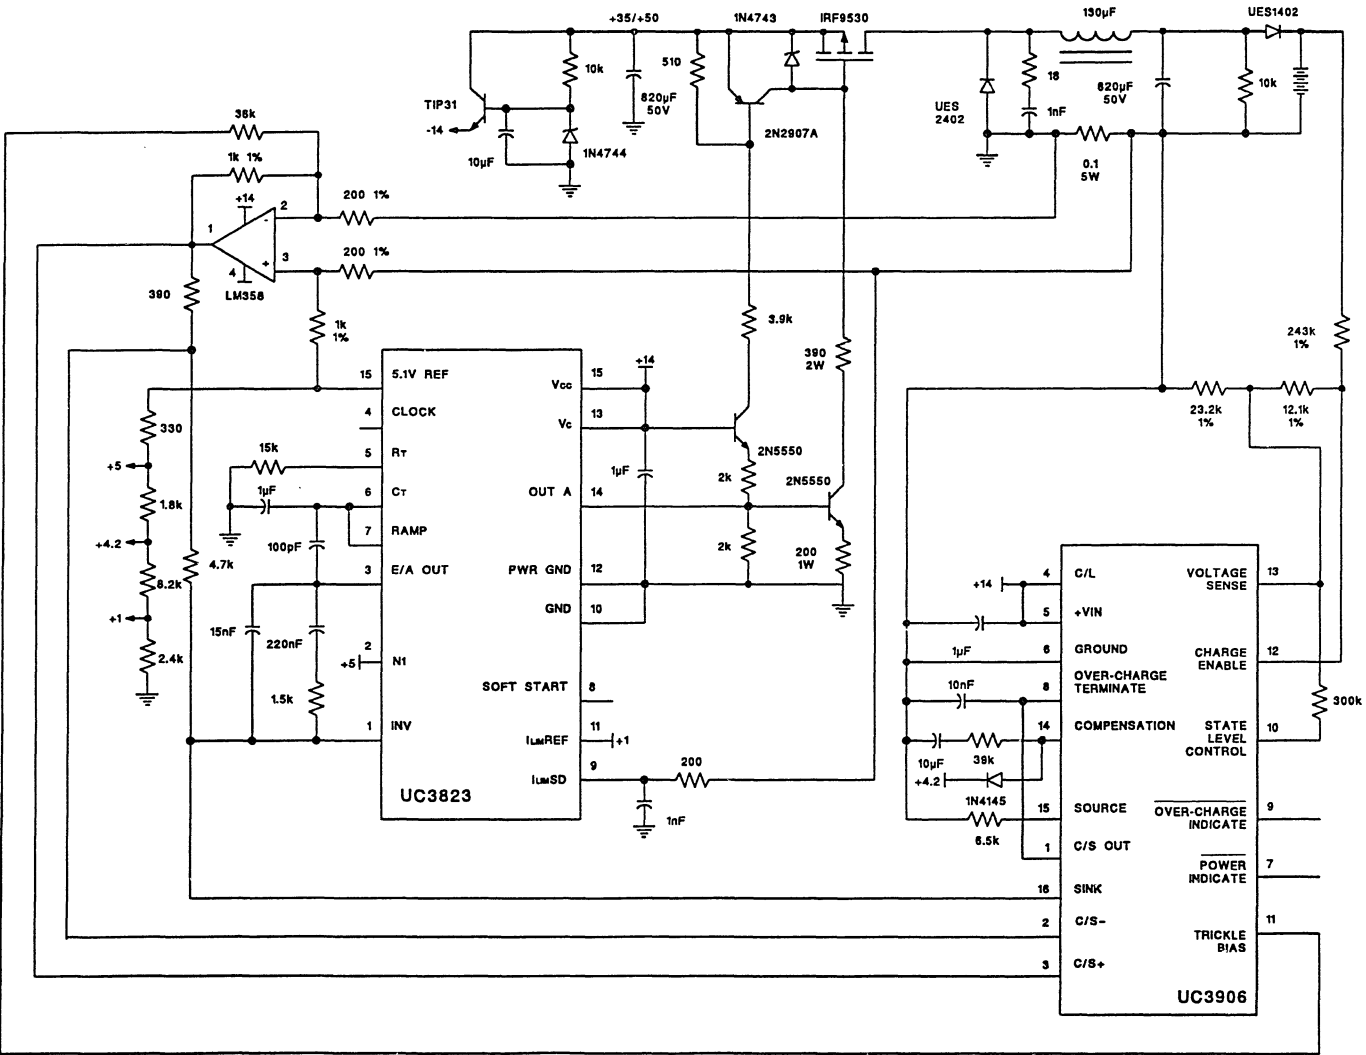 +35/+50
1N4743
IRF9530
130µF
UES1402
510
10k
820µF
50V
TIP31
-14
10µF
1N4744
2N2907A
UES
2402
18
1nF
820µF
50V
10k
0.1
5W
36k
1k 1%
+14
2
1
200 1%
-
+
3
4
LM358
200 1%
390
1k
1%
3.9k
390
2W
+14
243k
1%
23.2k
1%
12.1k
1%
15
5.1V REF
VCC
15
4
CLOCK
VC
13
330
15k
5
RT
2N5550
+5
1µF
6
CT
1µF
2k
2N5550
OUT A
14
1.8k
7
RAMP
+4.2
100pF
4.7k
3
E/A OUT
PWR GND
12
2k
200
1W
8.2k
GND
10
+1
15nF
220nF
2
+5
N1
2.4k
1.5k
SOFT START
8
1
INV
11
ILIMREF
+1
9
ILIMSD
200
UC3823
1nF
+14
4
C/L
VOLTAGE
SENSE
13
5
+VIN
1µF
6
GROUND
CHARGE
ENABLE
12
10nF
8
OVER-CHARGE
TERMINATE
300k
14
COMPENSATION
STATE
LEVEL
CONTROL
10
10µF
39k
+4.2
1N4145
15
SOURCE
OVER-CHARGE
INDICATE
9
6.5k
1
C/S OUT
POWER
INDICATE
7
16
SINK
2
C/S-
TRICKLE
BIAS
11
3
C/S+
UC3906